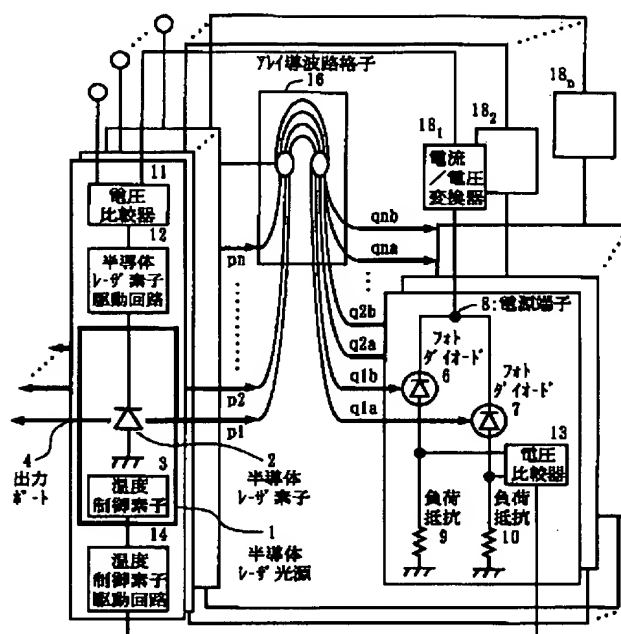 アレイ導波路格子
16
18n
18₁
18₂
電流
／電圧
変換器
11
電圧
比較器
12
半導体
レーザ素子
駆動回路
pn
qnb
qna
8:電源端子
q2b
q2a
フォト
ダイオード
6
フォト
ダイオード
7
p2
q1b
q1a
p1
4
出力
ポート
2 半導体
レーザ素子
3
温度
制御素子
13
電圧
比較器
1
半導体
レーザ光源
負荷
抵抗
9
負荷
抵抗
10
14
温度
制御素子
駆動回路